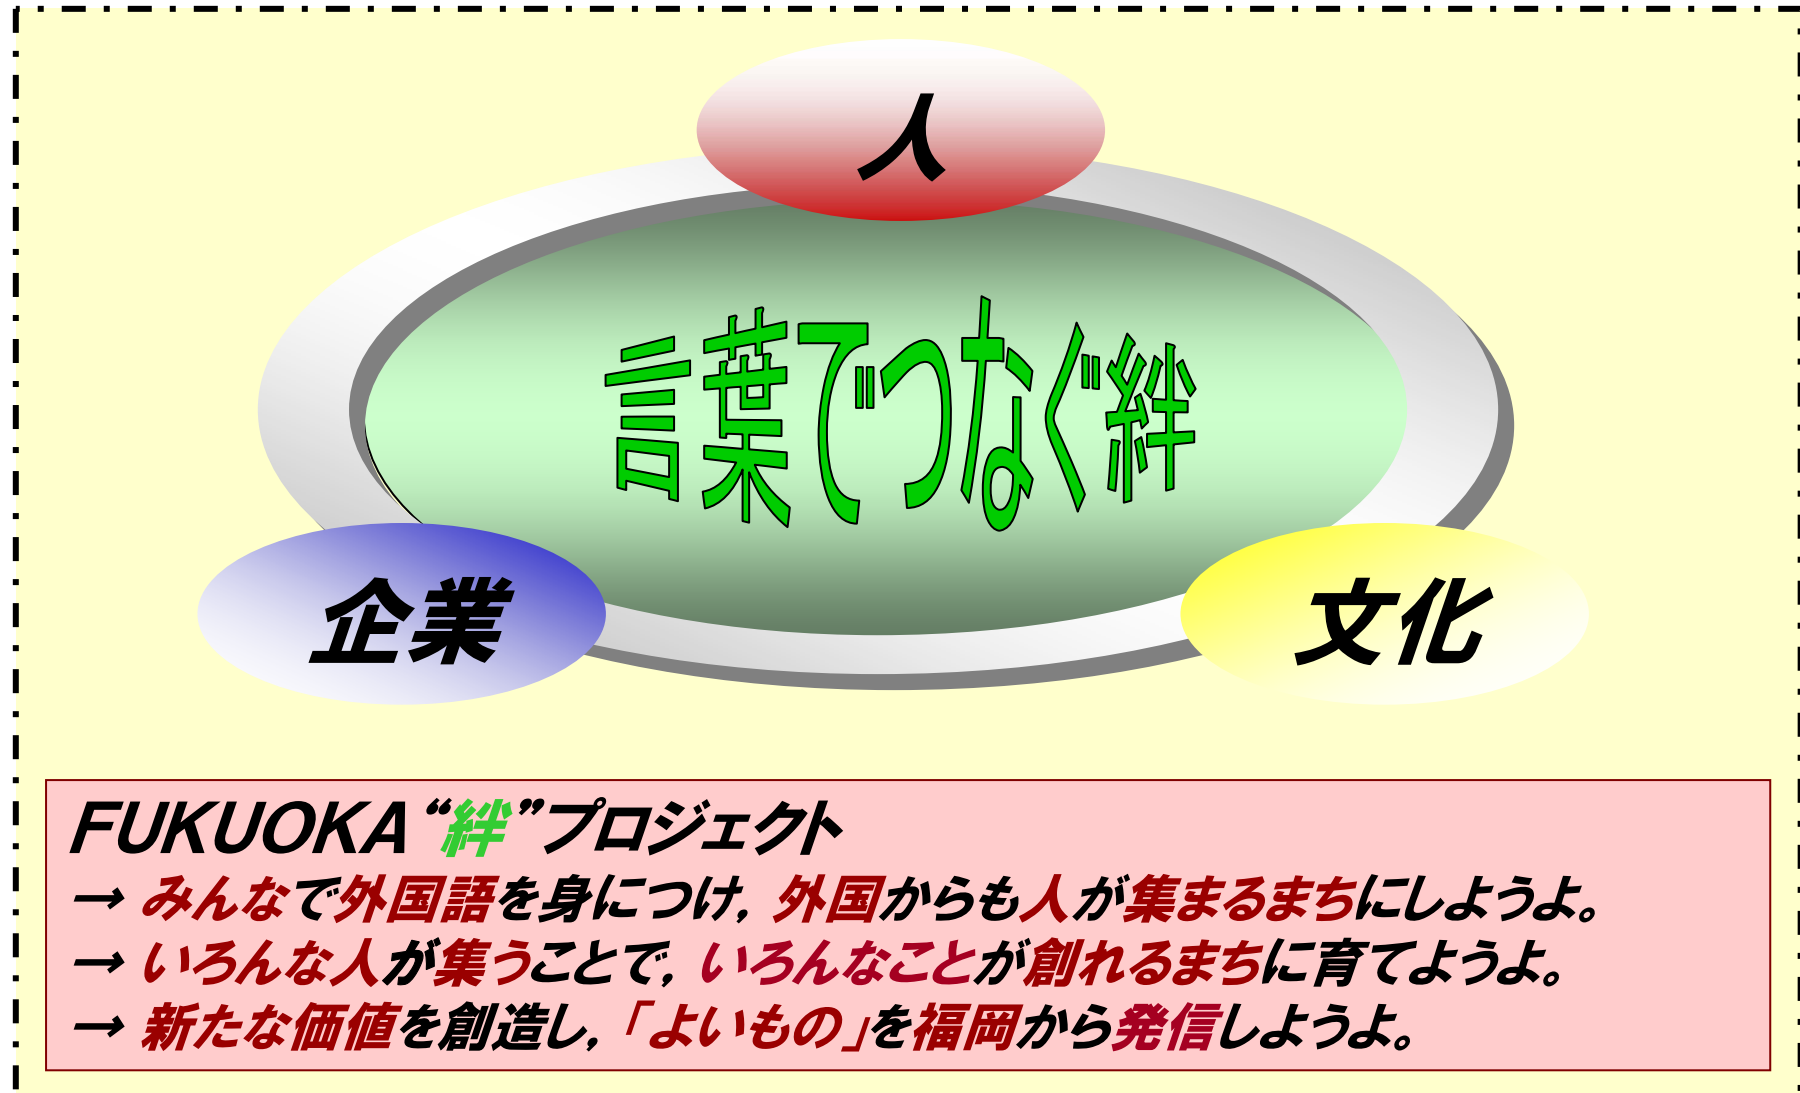 人
言葉でつなぐ絆
企業
文化
FUKUOKA“絆”プロジェクト
→ みんなで外国語を身につけ，外国からも人が集まるまちにしようよ。
→ いろんな人が集うことで，いろんなことが創れるまちに育てようよ。
→ 新たな価値を創造し，「よいもの」を福岡から発信しようよ。